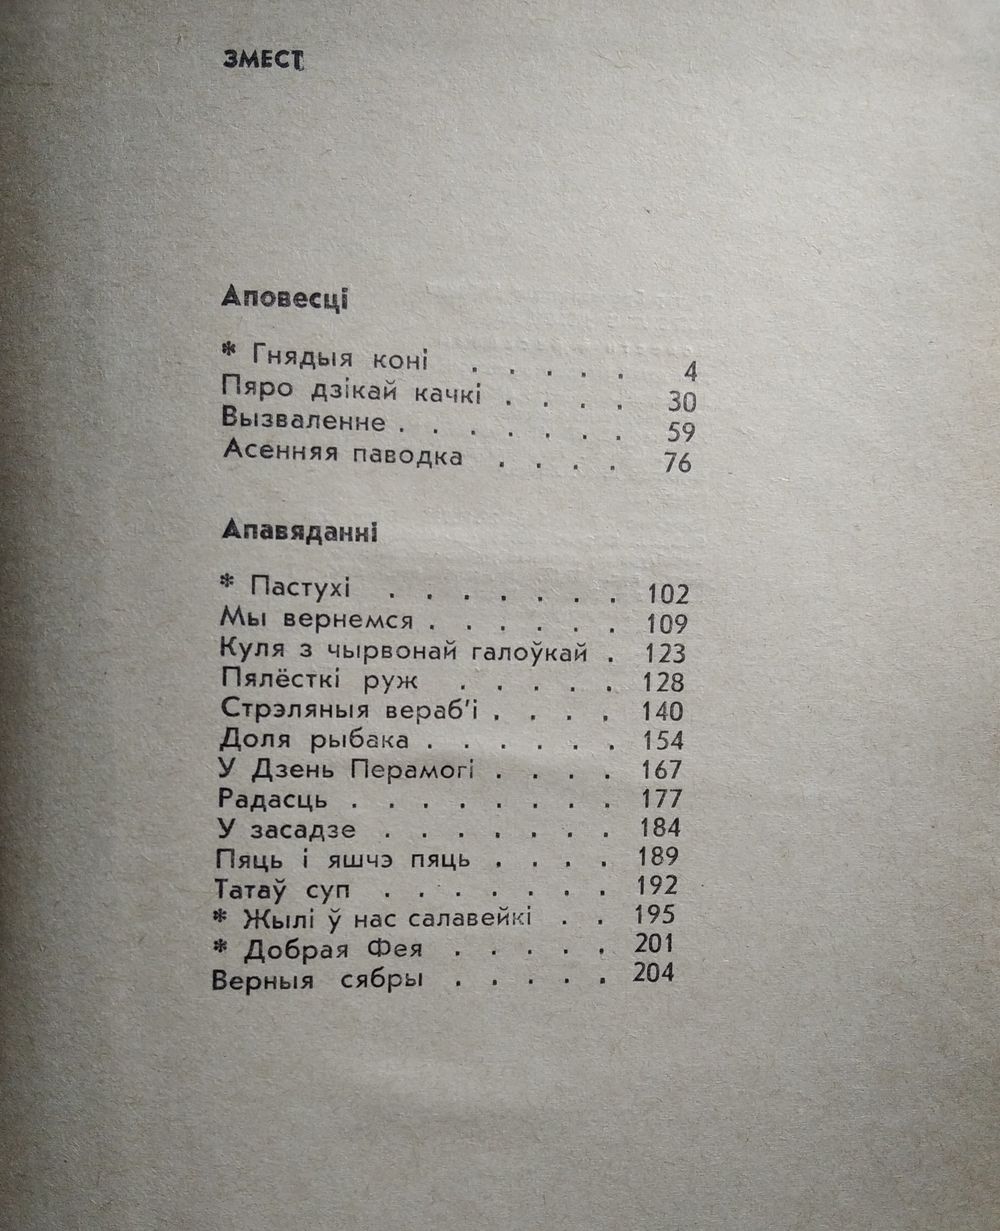 ЗМЕСТ
Аповесці
* Гнядыя коні . . . . . 4
Пяро дзікай качкі . . . . 30
Вызваленне . . . . . . . 59
Асенняя паводка . . . . 76
Апавяданні
* Пастухі . . . . . . . 102
Мы вернемся . . . . . . 109
Куля з чырвонай галоўкай . 123
Пялёсткі руж . . . . . 128
Стрэляныя вераб'і . . . . 140
Доля рыбака . . . . . . 154
У Дзень Перамогі . . . . 167
Радасць . . . . . . . . 177
У засадзе . . . . . . . 184
Пяць і яшчэ пяць . . . . 189
Татаў суп . . . . . . . 192
* Жылі ў нас салавейкі . . 195
* Добрая Фея . . . . . 201
Верныя сябры . . . . . 204